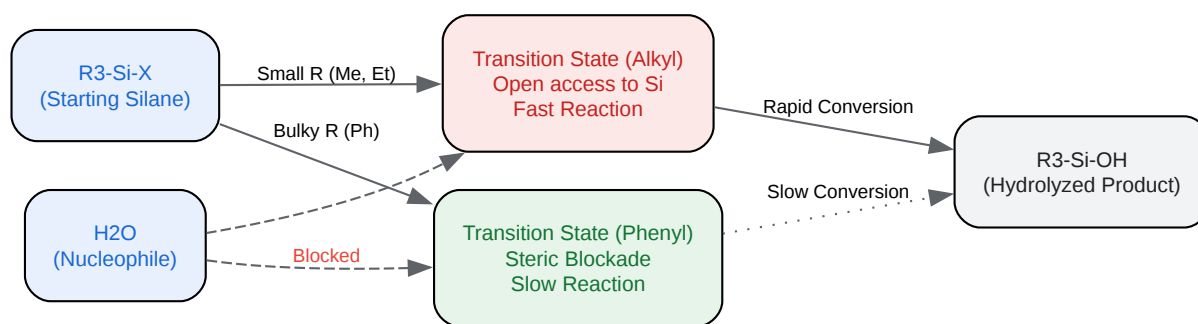 R3-Si-X
(Starting Silane)
Small R (Me, Et)
Bulky R (Ph)
Transition State (Alkyl)
Open access to Si
Fast Reaction
Rapid Conversion
H2O
(Nucleophile)
Blocked
Transition State (Phenyl)
Steric Blockade
Slow Reaction
Slow Conversion
R3-Si-OH
(Hydrolyzed Product)